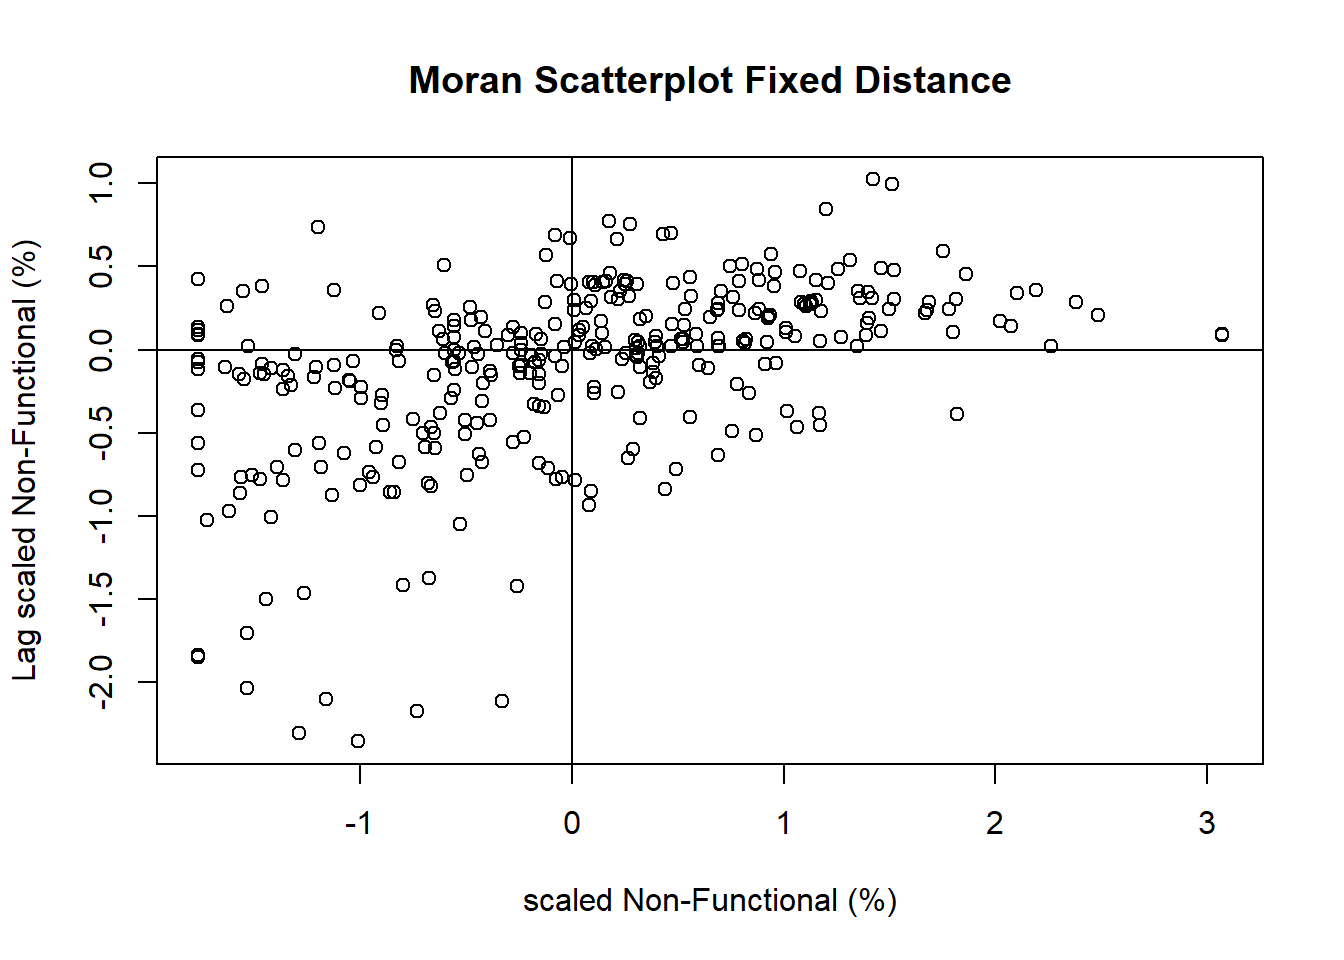 Moran Scatterplot Fixed Distance
Lag scaled Non-Functional (%)
1.0
0.5
0.0
-0.5
-1.0
-1.5
-2.0
-1 0 1 2 3
scaled Non-Functional (%)